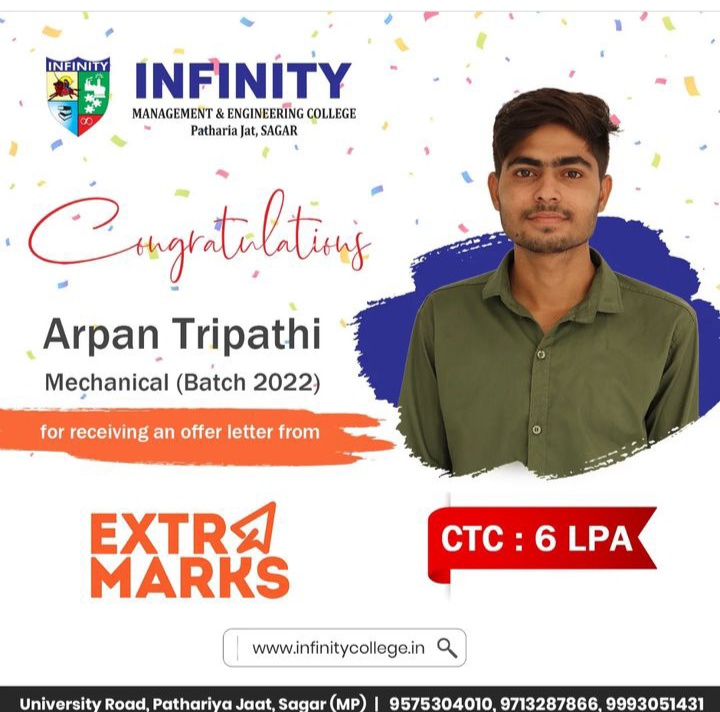 INFINITY
INFINITY
MANAGEMENT & ENGINEERING COLLEGE
Patharia Jat, SAGAR
Congratulations
Arpan Tripathi
Mechanical (Batch 2022)
for receiving an offer letter from
EXTRA
MARKS
CTC : 6 LPA
www.infinitycollege.in
University Road, Pathariya Jaat, Sagar (MP) | 9575304010, 9713287866, 9993051431